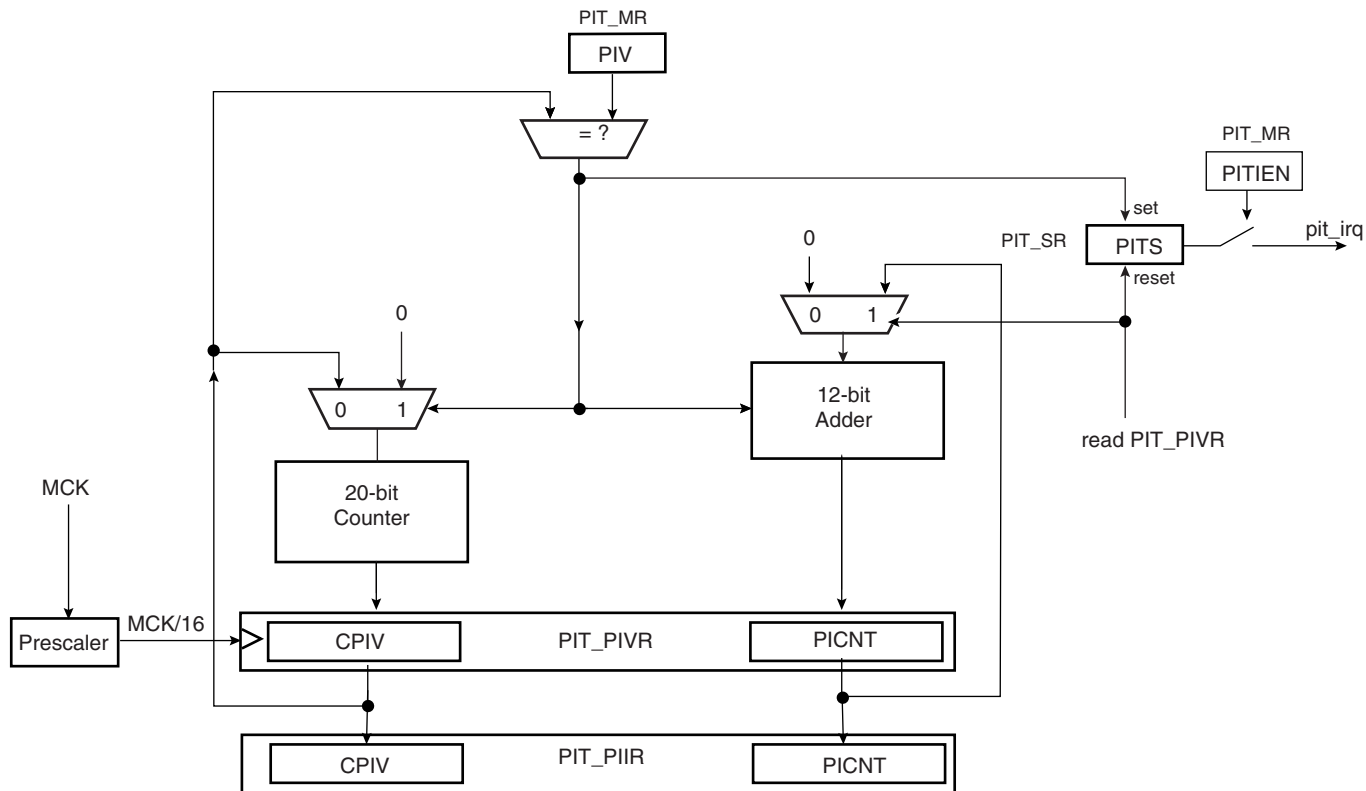 PIT_MR
PIV
= ?
PIT_MR
PITIEN
set
PIT_SR
PITS
pit_irq
reset
0
0 1
0
0 1
12-bit
Adder
read PIT_PIVR
MCK
20-bit
Counter
Prescaler
MCK/16
CPIV
PIT_PIVR
PICNT
CPIV
PIT_PIIR
PICNT